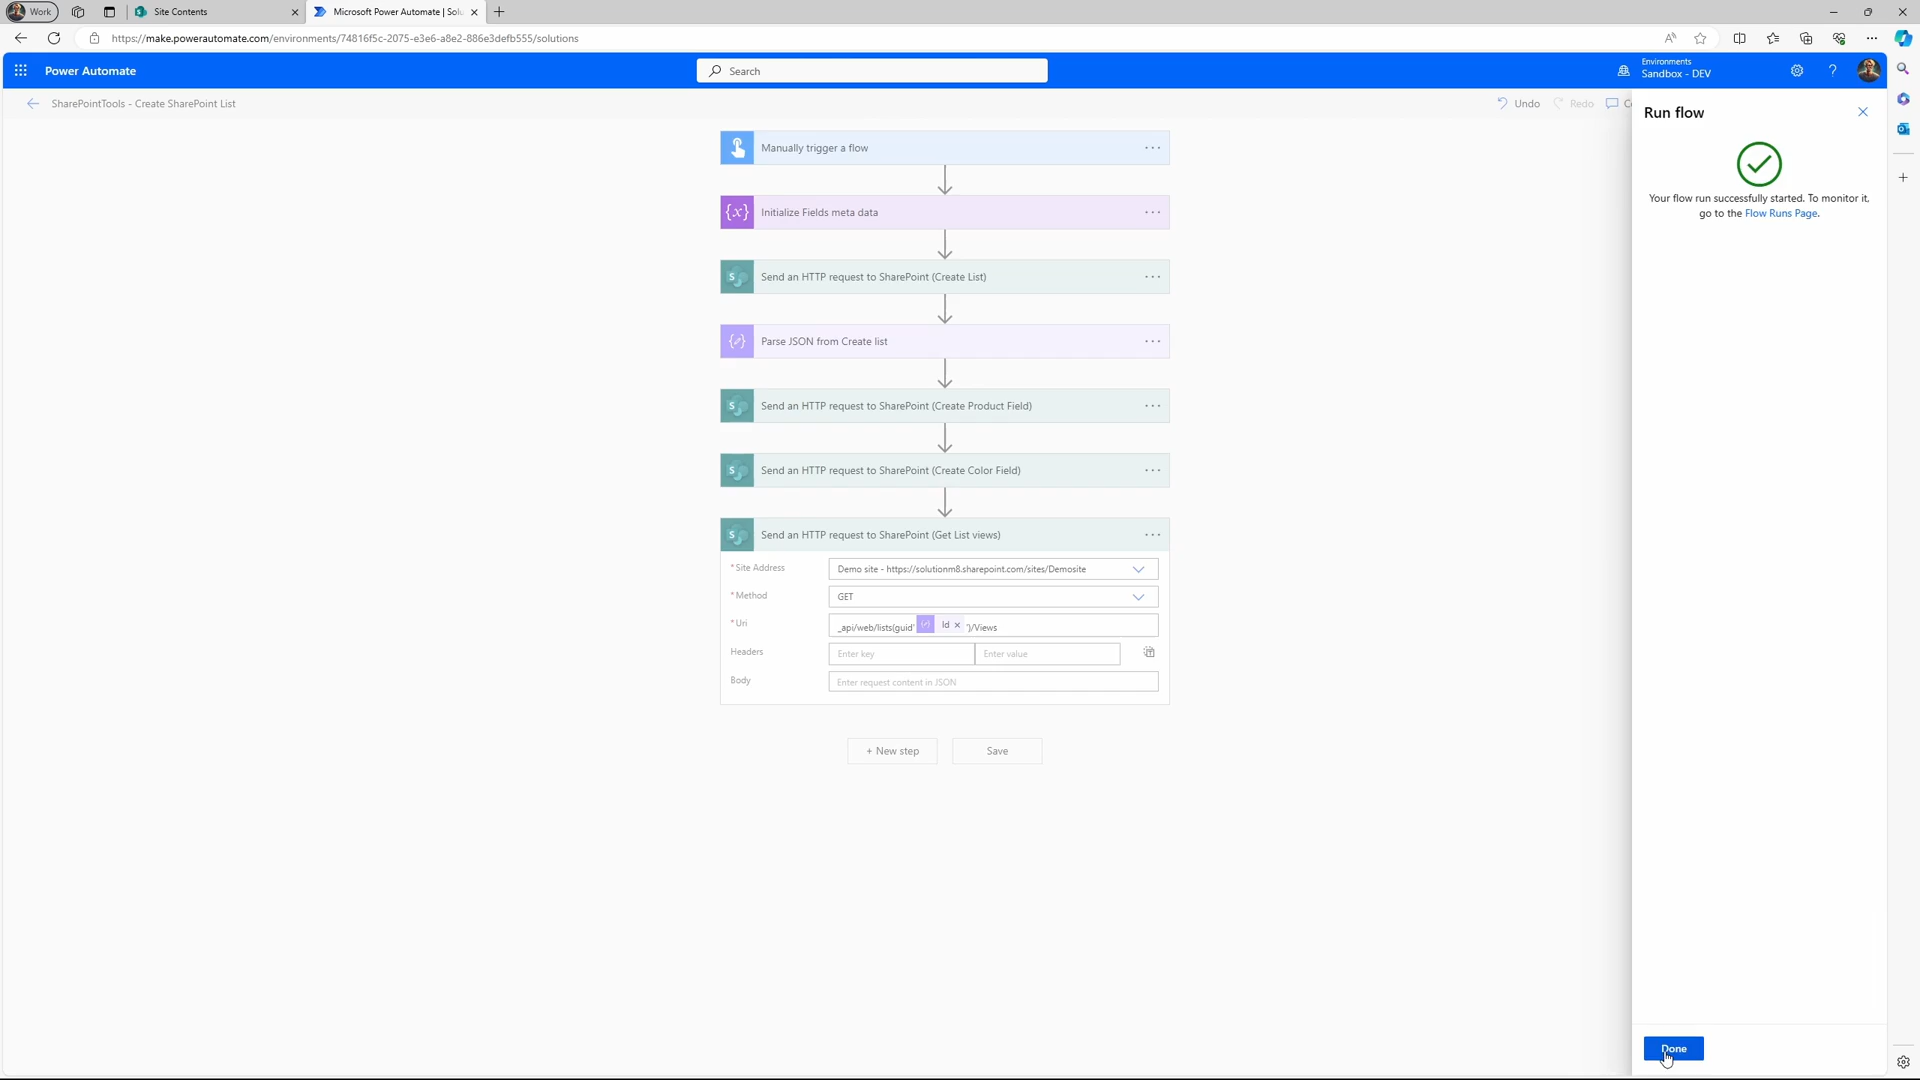 Work
Site Contents
Microsoft Power Automate | Solu
https://make.powerautomate.com/environments/74816f5c-2075-e3e6-a8e2-886e3defb555/solutions
Power Automate
Search
Environments
Sandbox - DEV
SharePointTools - Create SharePoint List
Undo
Redo
Run flow
Your flow run successfully started. To monitor it,
go to the Flow Runs Page.
Manually trigger a flow
Initialize Fields meta data
Send an HTTP request to SharePoint (Create List)
Parse JSON from Create list
Send an HTTP request to SharePoint (Create Product Field)
Send an HTTP request to SharePoint (Create Color Field)
Send an HTTP request to SharePoint (Get List views)
* Site Address
Demo site - https://solutionm8.sharepoint.com/sites/Demosite
* Method
GET
* Uri
_api/web/lists(guid' Id × ')/Views
Headers
Enter key
Enter value
Body
Enter request content in JSON
+ New step
Save
Done